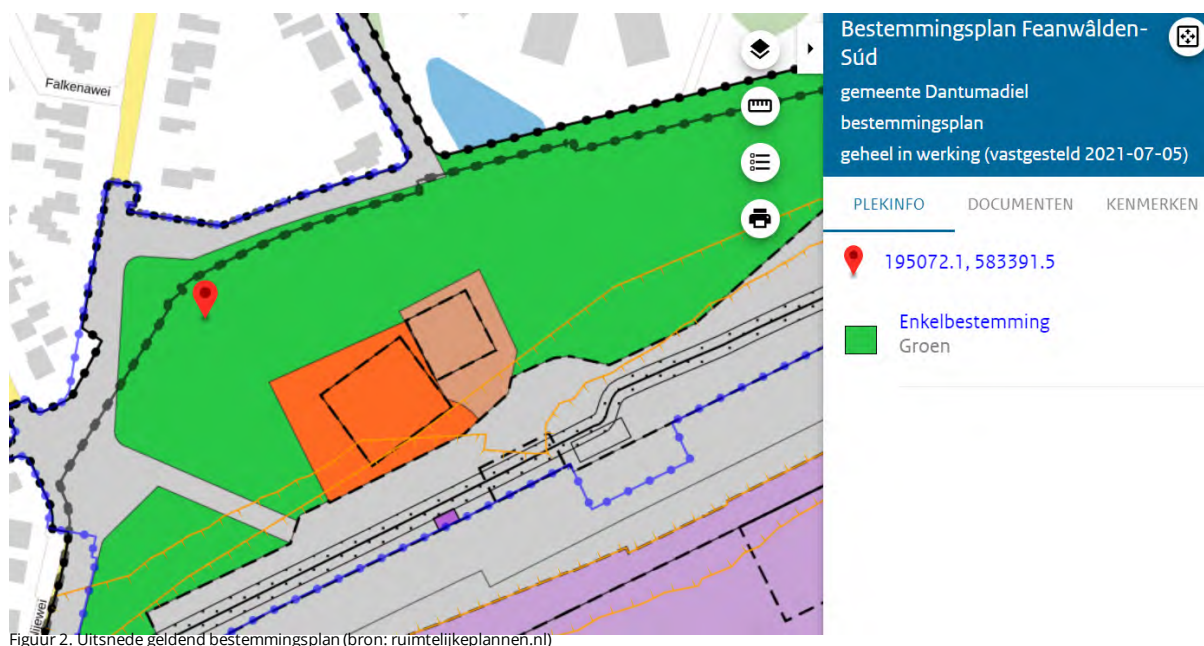 Falkenawei
Bestemmingsplan Feanwâlden-
Súd
gemeente Dantumadiel
bestemmingsplan
geheel in werking (vastgesteld 2021-07-05)
PLEKINFO DOCUMENTEN KENMERKEN
195072.1, 583391.5
Enkelbestemming
Groen
Figuur 2. Uitsnede geldend bestemmingsplan (bron: ruimtelijkeplannen.nl)